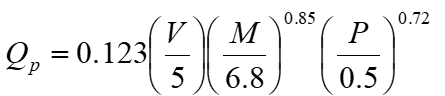 Q_p = 0.123 (V/5) (M/6.8)^0.85 (P/0.5)^0.72